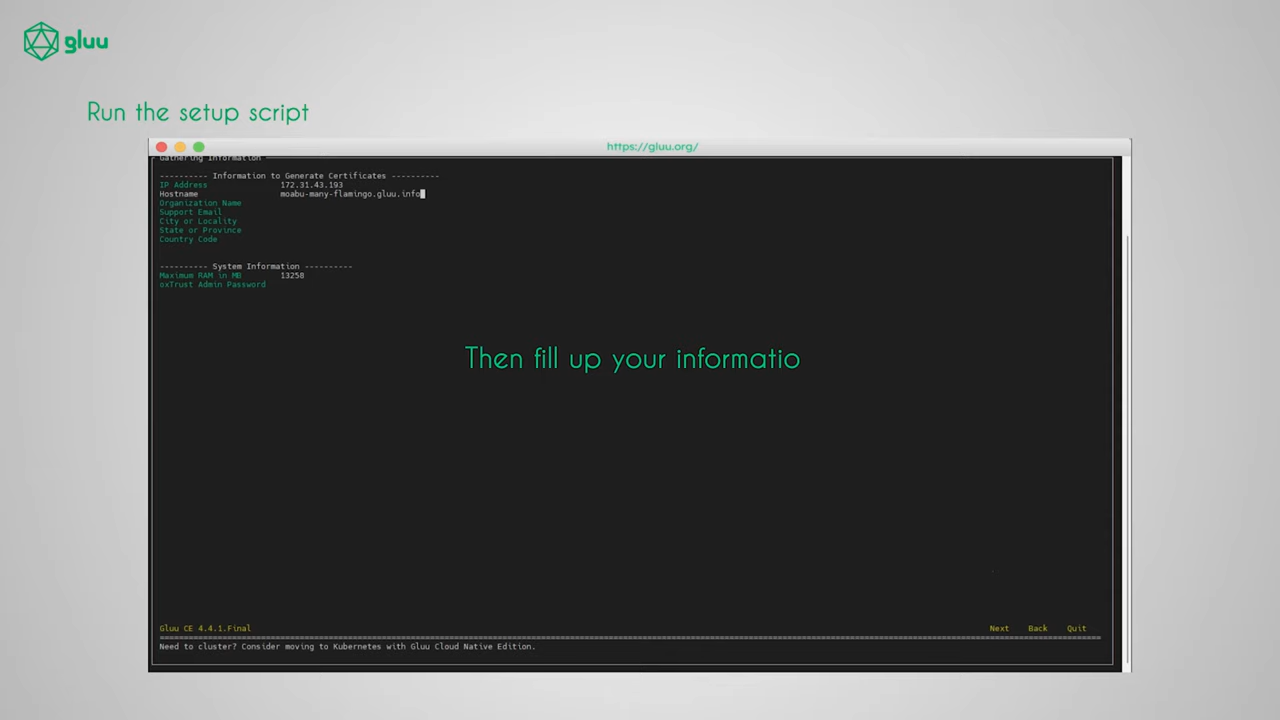 gluu
Run the setup script
https://gluu.org/
Gathering Information
---------- Information to Generate Certificates ----------
IP Address 172.31.43.193
Hostname moabu-many-flamingo.gluu.info
Organization Name
Support Email
City or Locality
State or Province
Country Code
---------- System Information ----------
Maximum RAM in MB 13258
oxTrust Admin Password
Then fill up your informatio
Gluu CE 4.4.1.Final
Next Back Quit
Need to cluster? Consider moving to Kubernetes with Gluu Cloud Native Edition.